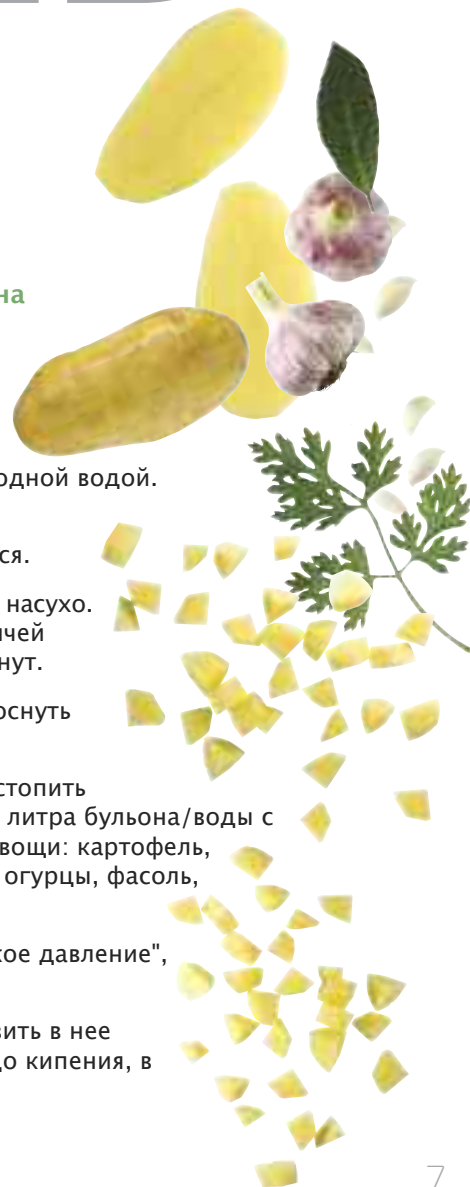 на
одной водой.
ся.
насухо.
ячей
нут.
оснуть
стопить
литра бульона/воды с
вощи: картофель,
огурцы, фасоль,
кое давление",
вить в нее
до кипения, в
7